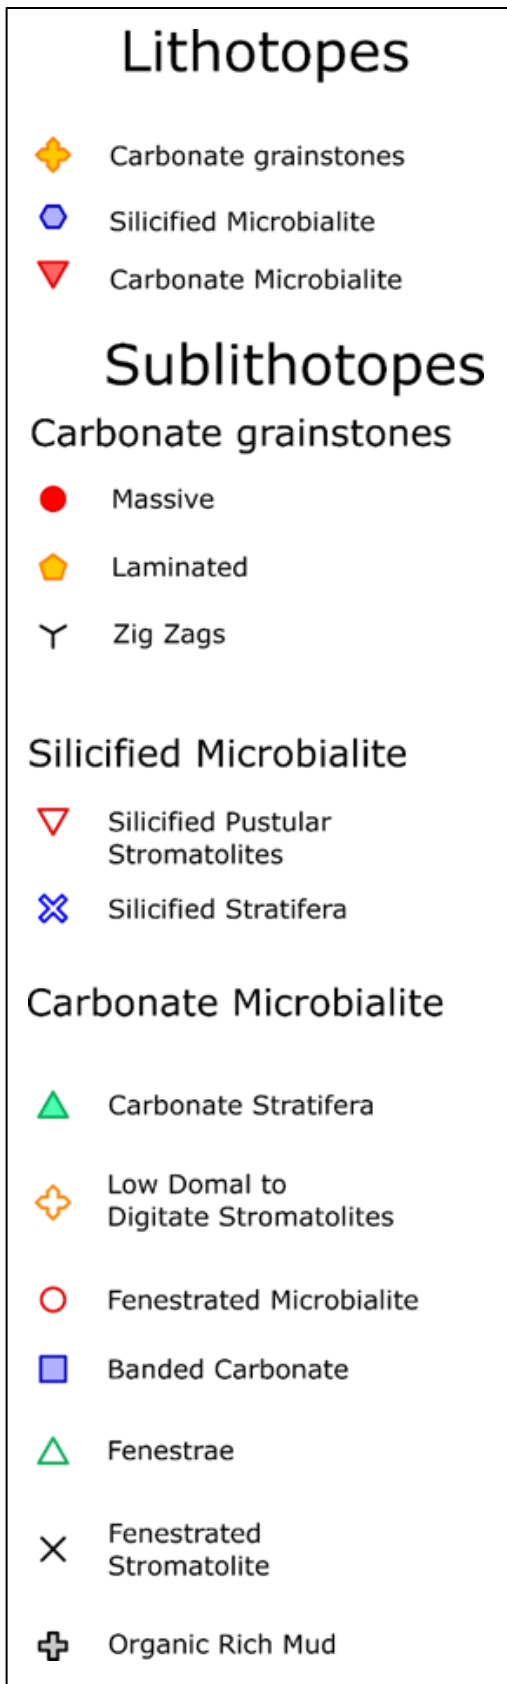 Lithotopes
Carbonate grainstones
Silicified Microbialite
Carbonate Microbialite
Sublithotopes
Carbonate grainstones
Massive
Laminated
Zig Zags
Silicified Microbialite
Silicified Pustular
Stromatolites
Silicified Stratifera
Carbonate Microbialite
Carbonate Stratifera
Low Domal to
Digitate Stromatolites
Fenestrated Microbialite
Banded Carbonate
Fenestrae
Fenestrated
Stromatolite
Organic Rich Mud